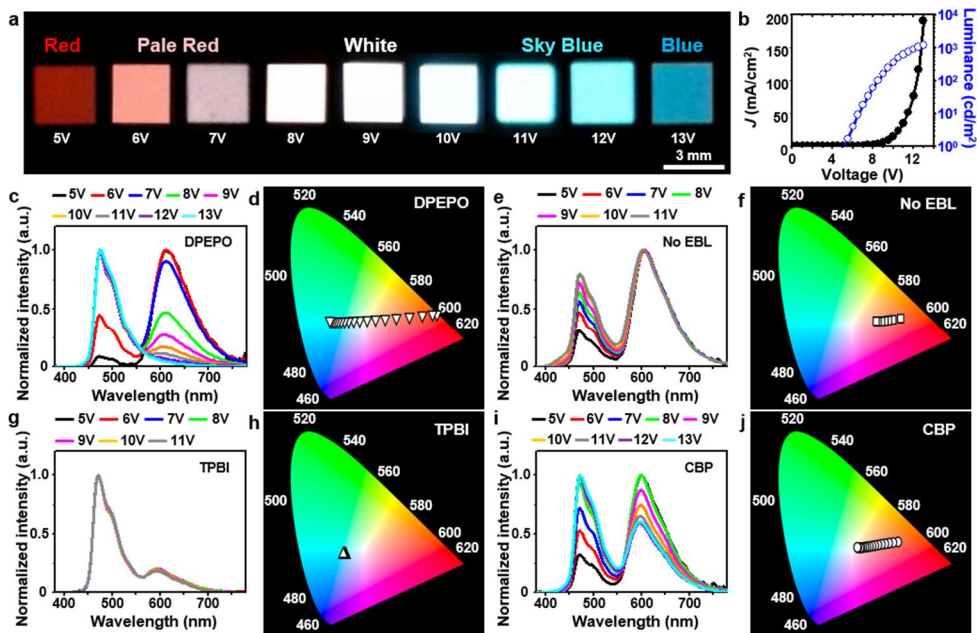 a
Red Pale Red White Sky Blue Blue
5V 6V 7V 8V 9V 10V 11V 12V 13V
3 mm
b
J (mA/cm²)
200
150
100
50
0
0 3 6 9 12
Voltage (V)
10⁴
10³
10²
10¹
10⁰
Luminance (cd/m²)
c
5V 6V 7V 8V 9V
10V 11V 12V 13V
DPEPO
Normalized intensity (a.u.)
1.0
0.5
0
400 500 600 700
Wavelength (nm)
d
DPEPO
520
540
560
580
600
620
500
480
460
e
5V 6V 7V 8V
9V 10V 11V
No EBL
Normalized intensity (a.u.)
1.0
0.5
0
400 500 600 700
Wavelength (nm)
f
No EBL
520
540
560
580
600
620
500
480
460
g
5V 6V 7V 8V
9V 10V 11V
TPBI
Normalized intensity (a.u.)
1.0
0.5
0
400 500 600 700
Wavelength (nm)
h
TPBI
520
540
560
580
600
620
500
480
460
i
5V 6V 7V 8V 9V
10V 11V 12V 13V
CBP
Normalized intensity (a.u.)
1.0
0.5
0
400 500 600 700
Wavelength (nm)
j
CBP
520
540
560
580
600
620
500
480
460